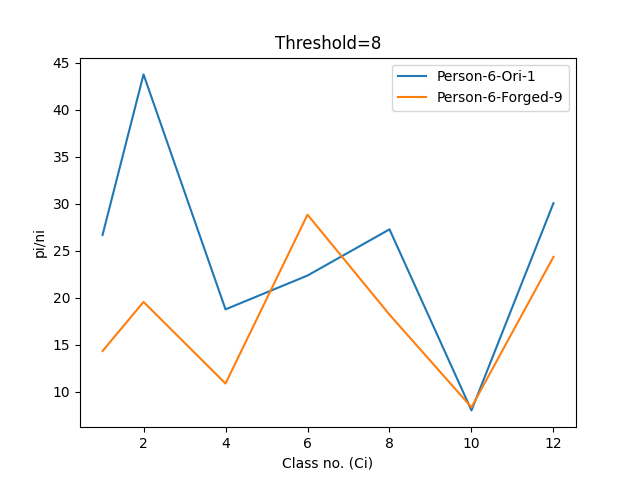 Threshold=8
Person-6-Ori-1
Person-6-Forged-9
pi/ni
45
40
35
30
25
20
15
10
2 4 6 8 10 12
Class no. (Ci)